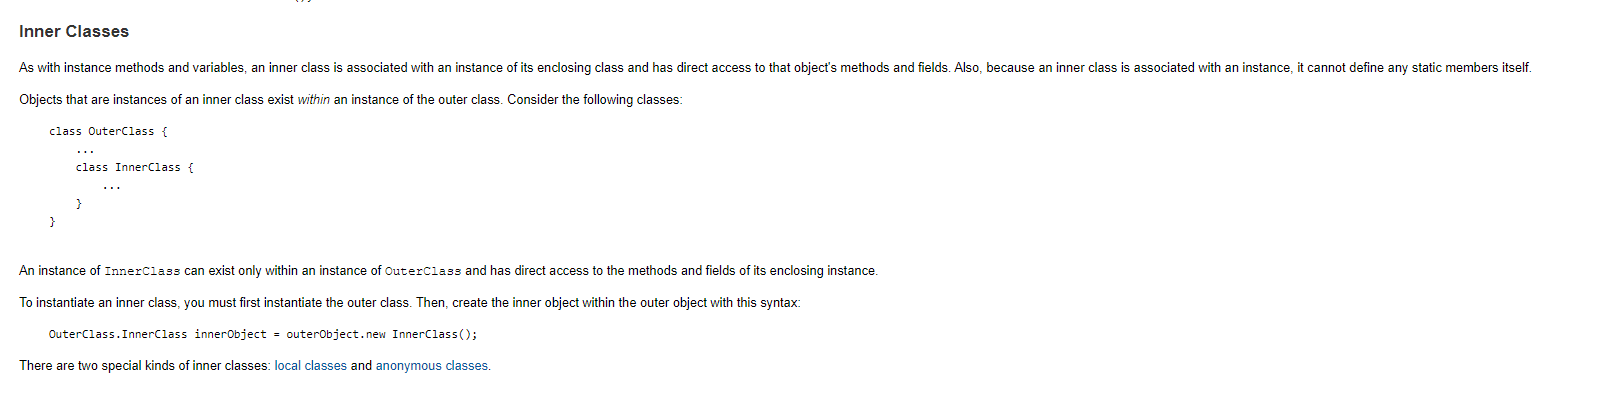 Inner Classes
As with instance methods and variables, an inner class is associated with an instance of its enclosing class and has direct access to that object's methods and fields. Also, because an inner class is associated with an instance, it cannot define any static members itself.
Objects that are instances of an inner class exist within an instance of the outer class. Consider the following classes:
class OuterClass {
...
class InnerClass {
...
}
}
An instance of InnerClass can exist only within an instance of OuterClass and has direct access to the methods and fields of its enclosing instance.
To instantiate an inner class, you must first instantiate the outer class. Then, create the inner object within the outer object with this syntax:
OuterClass.InnerClass innerObject = outerObject.new InnerClass();
There are two special kinds of inner classes: local classes and anonymous classes.